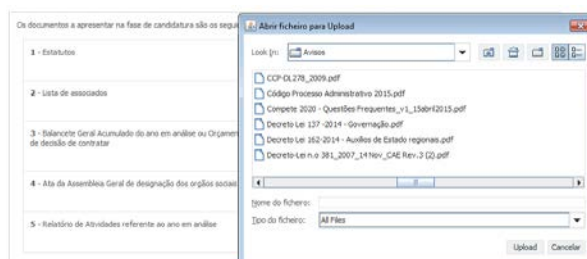 Os documentos a apresentar na fase de candidatura são os segui
1 - Estatutos
2 - Lista de associados
3 - Balancete Geral Acumulado do ano em análise ou Orçamen
de decisão de contratar
4 - Ata da Assembleia Geral de designação dos orgãos sociais
5 - Relatório de Atividades referente ao ano em análise
Abrir ficheiro para Upload
Look In: Avisos
CCP-DL278_2009.pdf
Código Processo Administrativo 2015.pdf
Compete 2020 - Questões Frequentes_v1_15abril2015.pdf
Decreto Lei 137 -2014 - Governação.pdf
Decreto Lei 162-2014 - Auxílios de Estado regionais.pdf
Decreto-Lei n.o 381_2007_14 Nov_CAE Rev.3 (2).pdf
Nome do ficheiro:
Tipo do ficheiro: All Files
Upload Cancelar